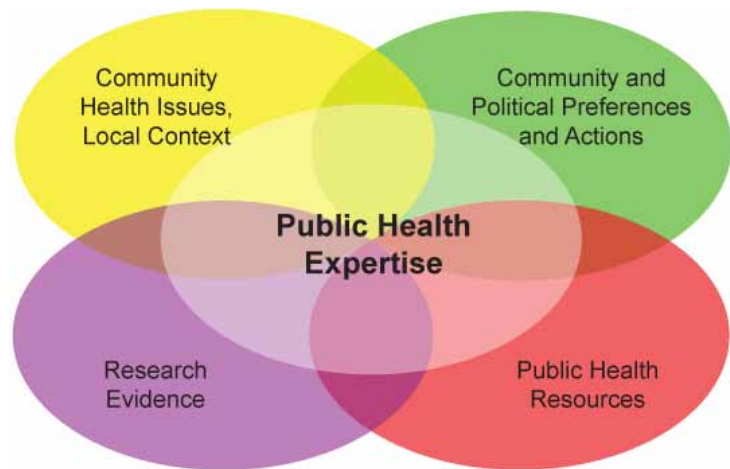 Community
Health Issues,
Local Context
Community and
Political Preferences
and Actions
Public Health
Expertise
Research
Evidence
Public Health
Resources